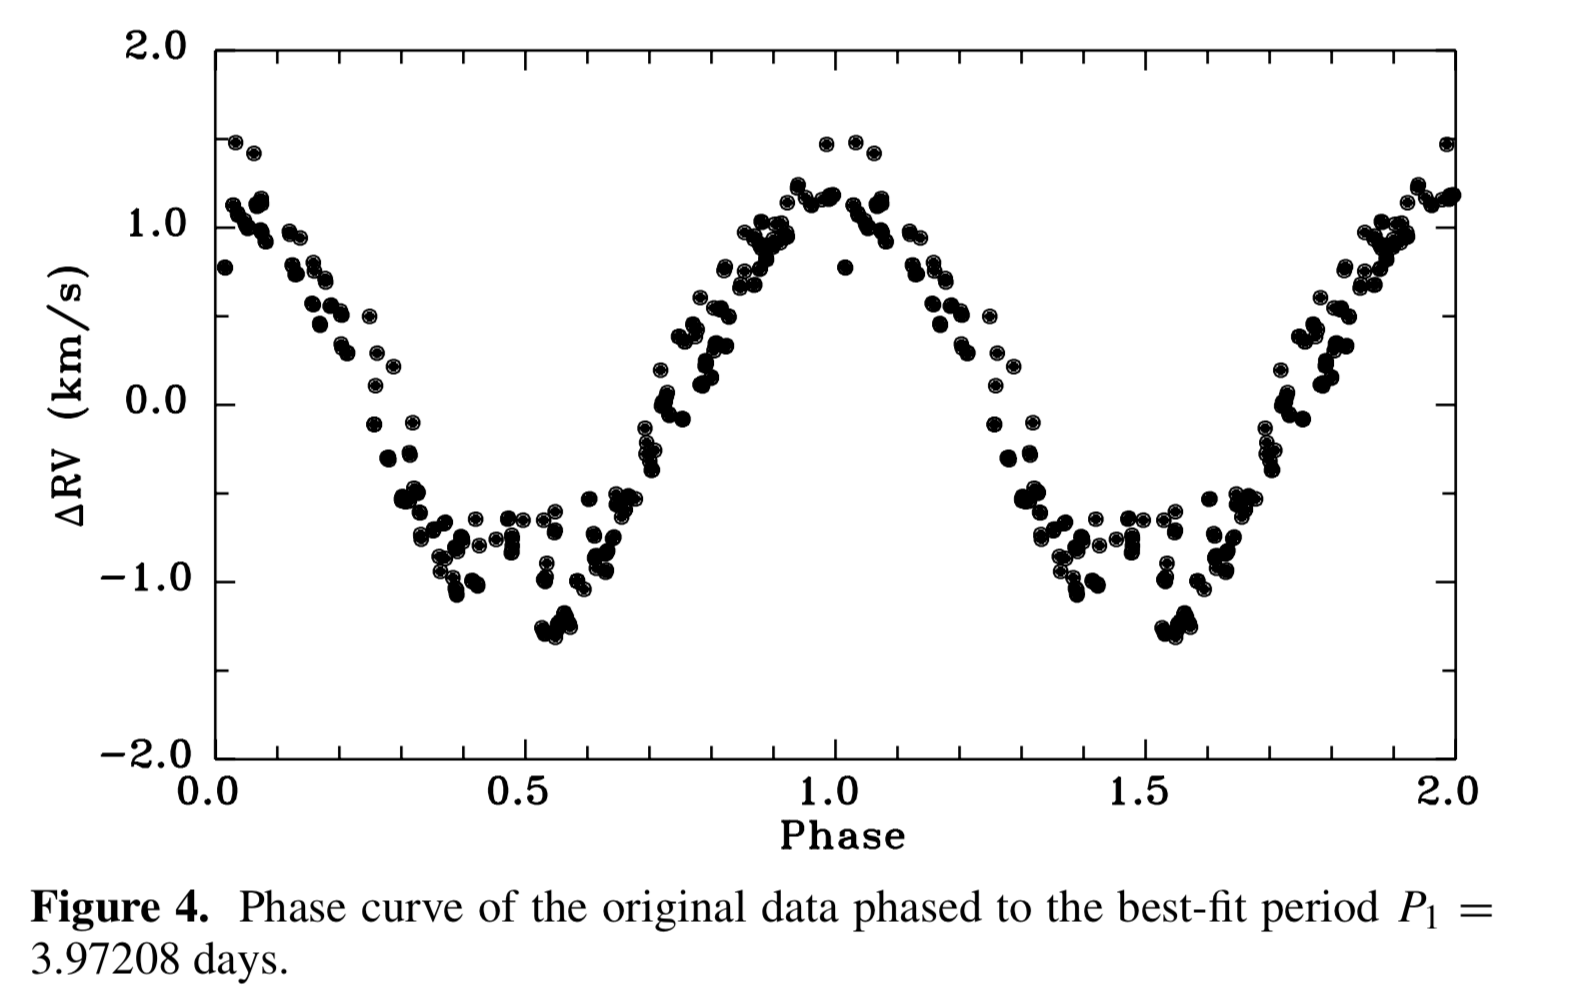 2.0
1.0
0.0
−1.0
−2.0
ΔRV (km/s)
0.0 0.5 1.0 1.5 2.0
Phase
Figure 4. Phase curve of the original data phased to the best-fit period P1 =
3.97208 days.